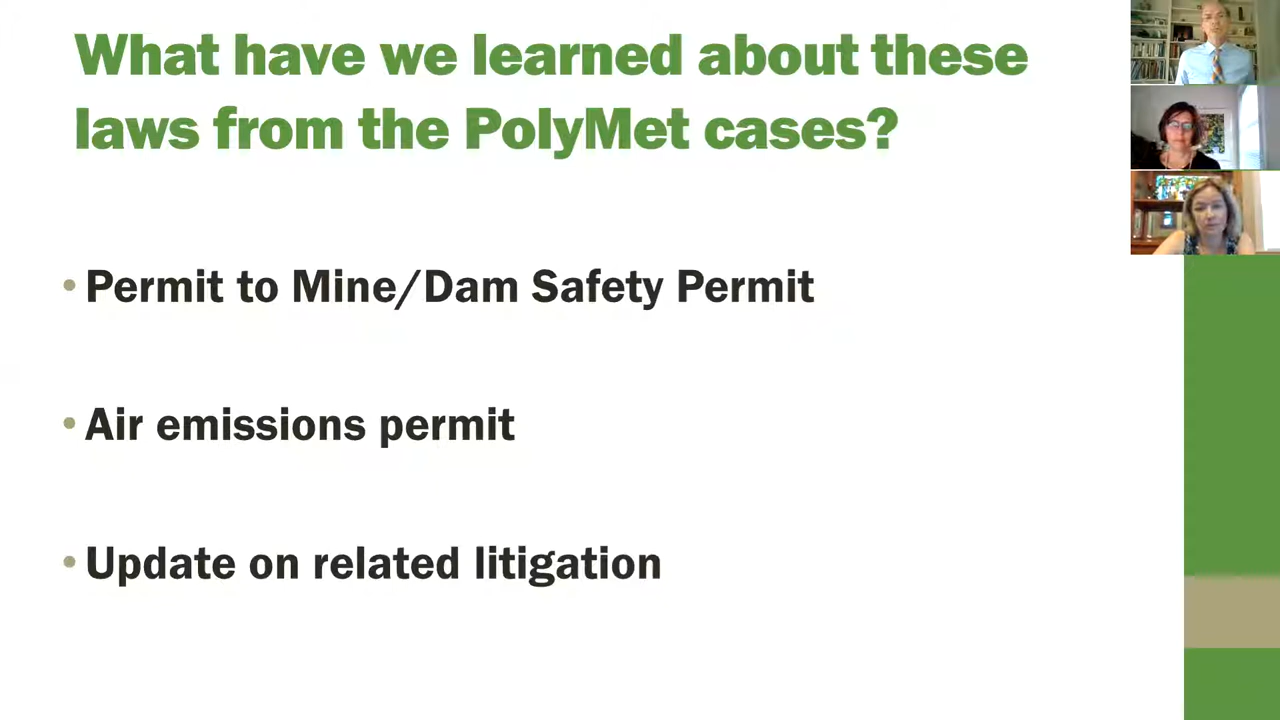 What have we learned about these
laws from the PolyMet cases?
• Permit to Mine/Dam Safety Permit
• Air emissions permit
• Update on related litigation